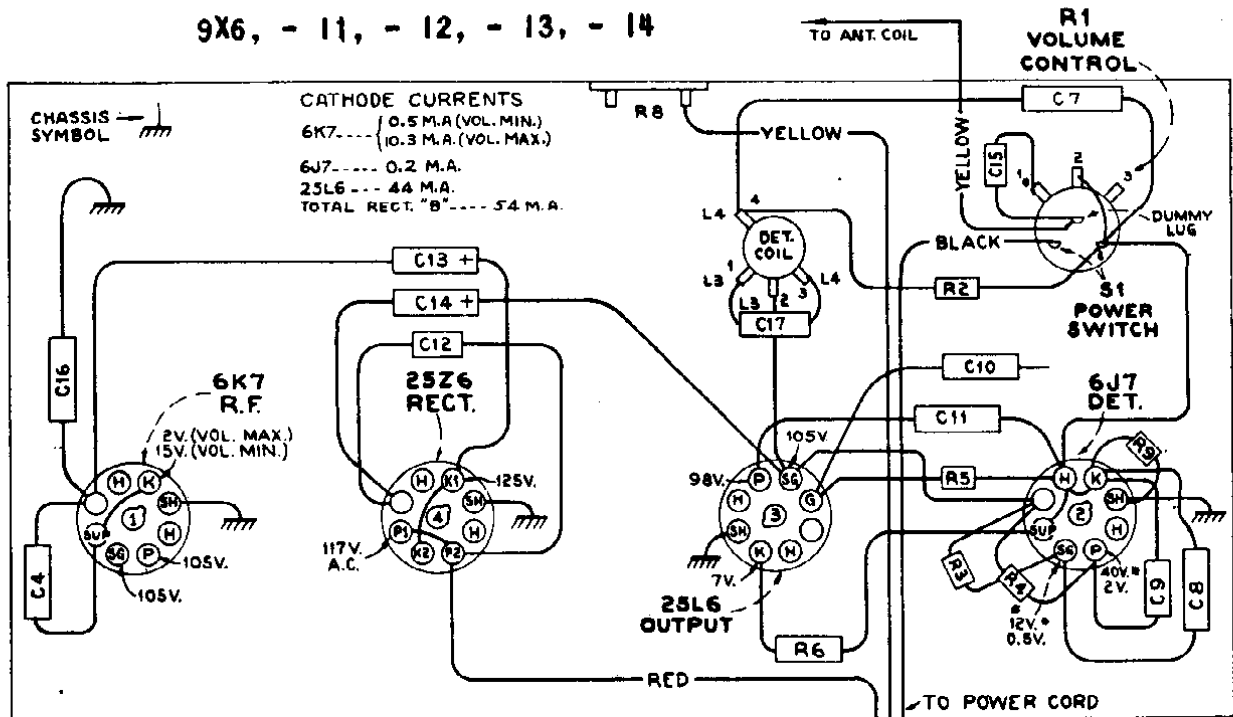 9X6, - 11, - 12, - 13, - 14
TO ANT. COIL
R1
VOLUME
CONTROL
CHASSIS
SYMBOL
CATHODE CURRENTS
6K7---- 0.5 M.A (VOL. MIN.)
10.3 M.A. (VOL. MAX.)
6J7----- 0.2 M.A.
25L6 --- 44 M.A.
TOTAL RECT. "B"---- 54 M.A.
R8
YELLOW
YELLOW
C7
C15
1
2
3
DUMMY
LUG
BLACK
S1
POWER
SWITCH
L4
4
DET.
COIL
1
L3
L3
2
3
L4
C17
R2
C13 +
C14 +
C12
C16
6K7
R.F.
2V. (VOL. MAX.)
15V. (VOL. MIN.)
25Z6
RECT.
C10
C11
6J7
DET.
H
K
SH
1
SUP
H
SG
P
105V.
105V.
C4
H
K1
125V.
SH
4
P1
H
K2
P2
117V.
A.C.
105V.
98V.
P
SG
H
G
3
SH
K
H
7V.
25L6
OUTPUT
R5
R9
H
K
SH
2
SUP
H
SG
P
R3
R4
40V.*
2V.
*
12V.*
0.5V.
C9
C8
R6
RED
TO POWER CORD